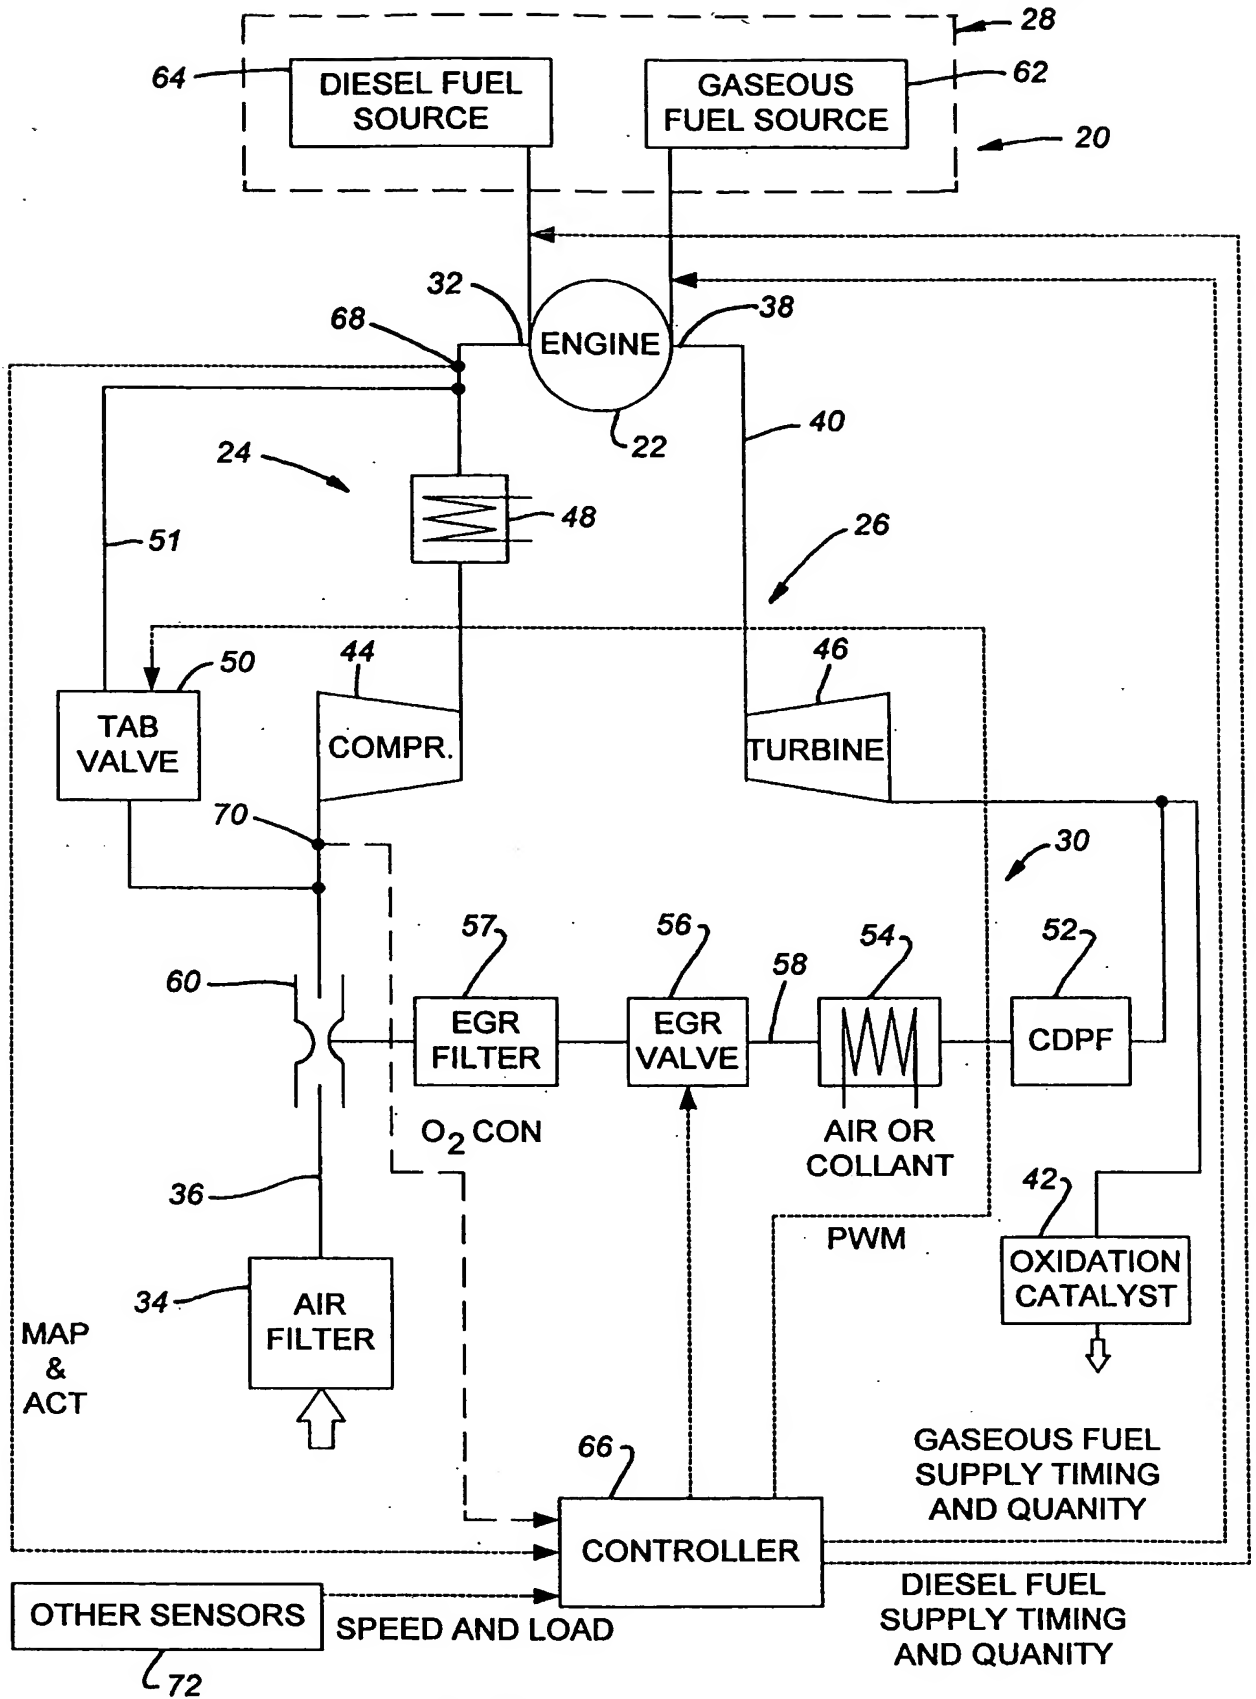 28
64
DIESEL FUEL
SOURCE
GASEOUS
FUEL SOURCE
62
20
32
38
68
ENGINE
22
40
24
48
26
51
50
44
46
TAB
VALVE
COMPR.
TURBINE
70
30
57
56
58
54
52
60
EGR
FILTER
EGR
VALVE
CDPF
O2 CON
AIR OR
COLLANT
36
42
PWM
OXIDATION
CATALYST
34
AIR
FILTER
MAP
&
ACT
66
GASEOUS FUEL
SUPPLY TIMING
AND QUANITY
CONTROLLER
DIESEL FUEL
SUPPLY TIMING
AND QUANITY
OTHER SENSORS
SPEED AND LOAD
72